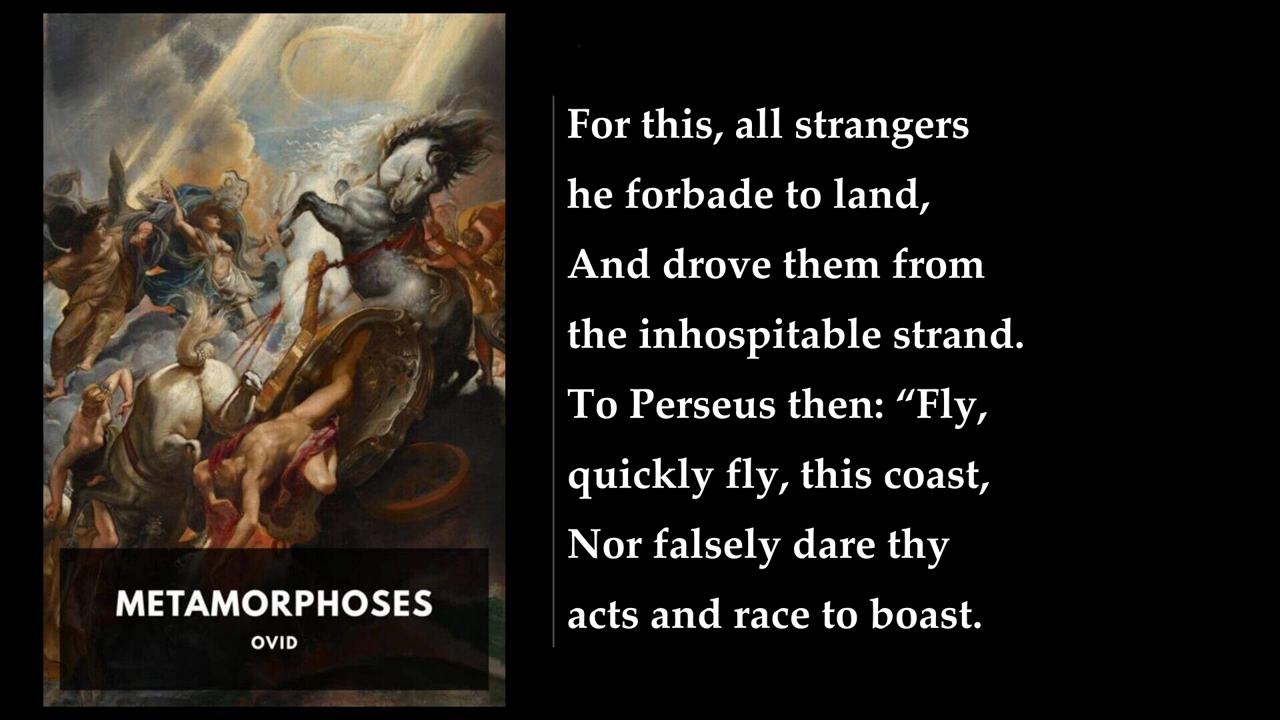 METAMORPHOSES
OVID
For this, all strangers
he forbade to land,
And drove them from
the inhospitable strand.
To Perseus then: “Fly,
quickly fly, this coast,
Nor falsely dare thy
acts and race to boast.